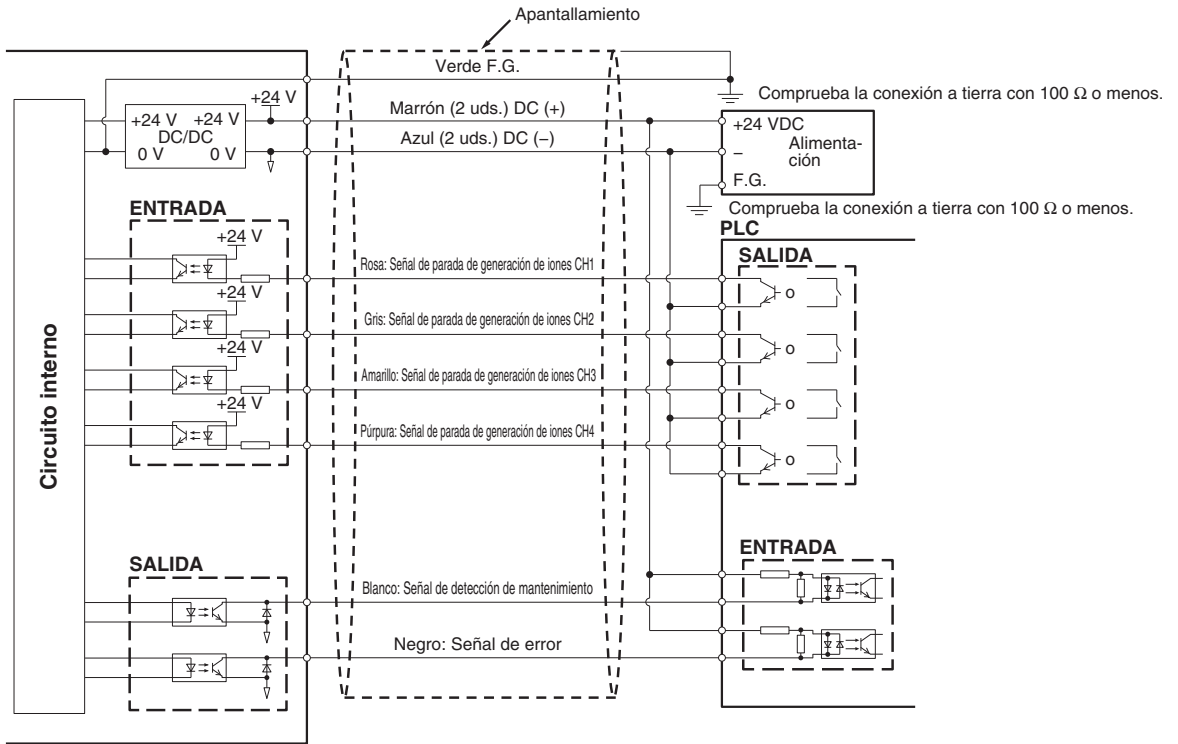 Apantallamiento
Verde F.G.
Comprueba la conexión a tierra con 100 Ω o menos.
+24 V
Marrón (2 uds.) DC (+)
+24 V +24 V
DC/DC
0 V 0 V
Azul (2 uds.) DC (−)
+24 VDC
−
Alimenta-
ción
F.G.
Comprueba la conexión a tierra con 100 Ω o menos.
ENTRADA
+24 V
Rosa: Señal de parada de generación de iones CH1
+24 V
Gris: Señal de parada de generación de iones CH2
+24 V
Amarillo: Señal de parada de generación de iones CH3
+24 V
Púrpura: Señal de parada de generación de iones CH4
PLC
SALIDA
o
o
o
o
Circuito interno
SALIDA
Blanco: Señal de detección de mantenimiento
Negro: Señal de error
ENTRADA